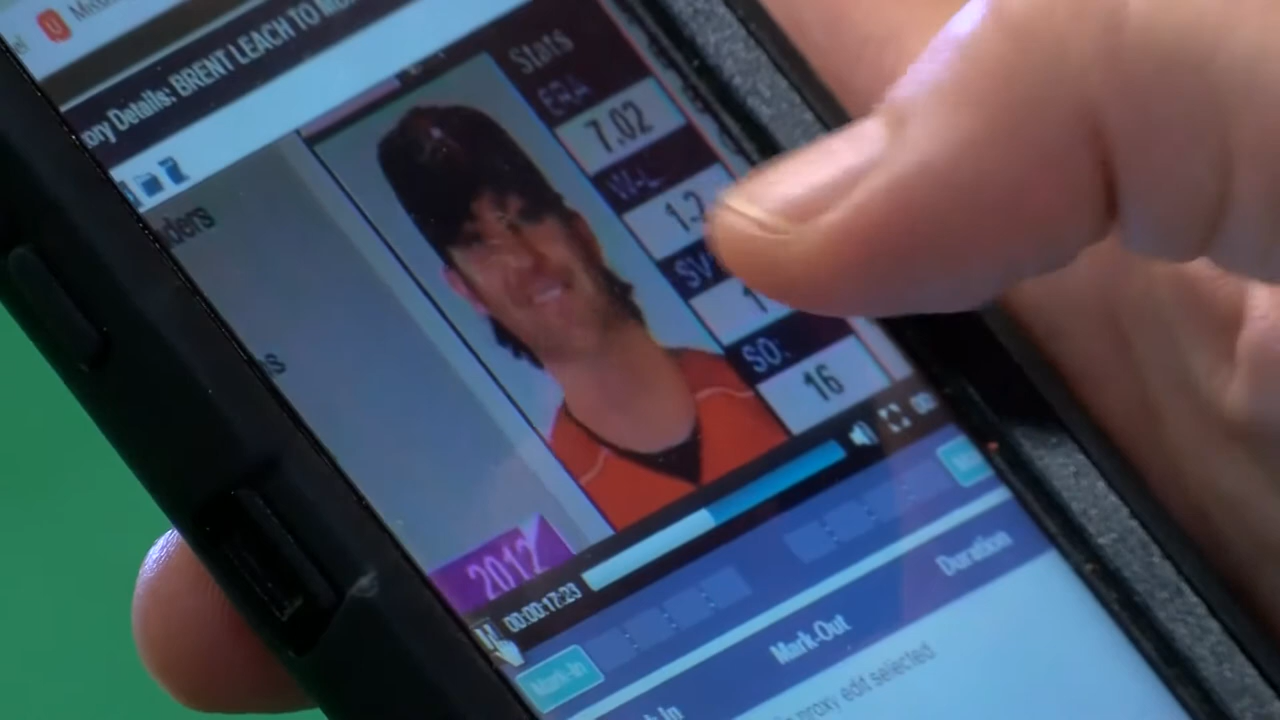 Details: BRENT LEACH TO
Stats
ERA
7.02
W-L
SV
SO:
16
2012
00:00:17:23
Mark-In
Duration
Mark-Out
In
proxy edit selected